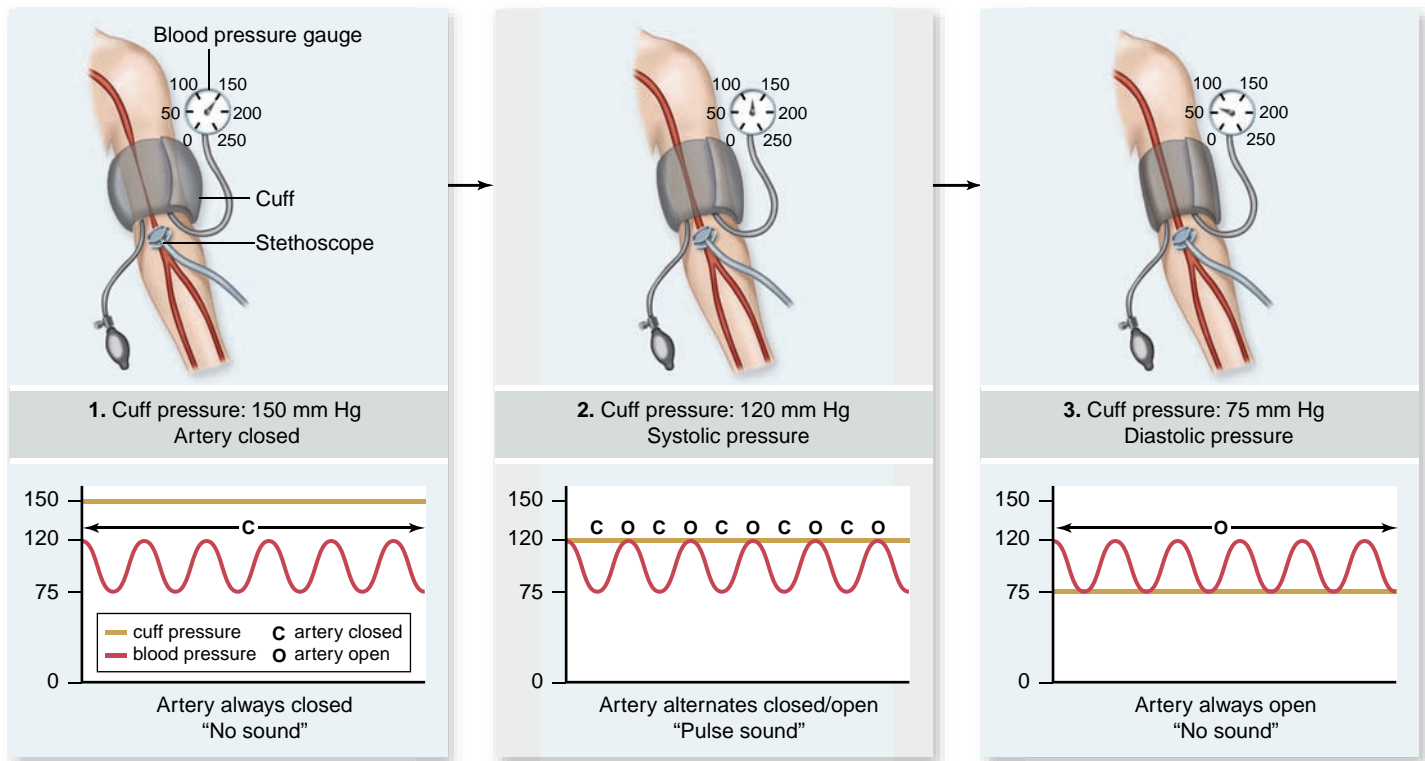 Blood pressure gauge
100 150
50 200
0 250
Cuff
Stethoscope
1. Cuff pressure: 150 mm Hg
Artery closed
150
120
75
0
C
cuff pressure C artery closed
blood pressure O artery open
Artery always closed
“No sound”
100 150
50 200
0 250
2. Cuff pressure: 120 mm Hg
Systolic pressure
150
120
75
0
C O C O C O C O C O
Artery alternates closed/open
“Pulse sound”
100 150
50 200
0 250
3. Cuff pressure: 75 mm Hg
Diastolic pressure
150
120
75
0
O
Artery always open
“No sound”